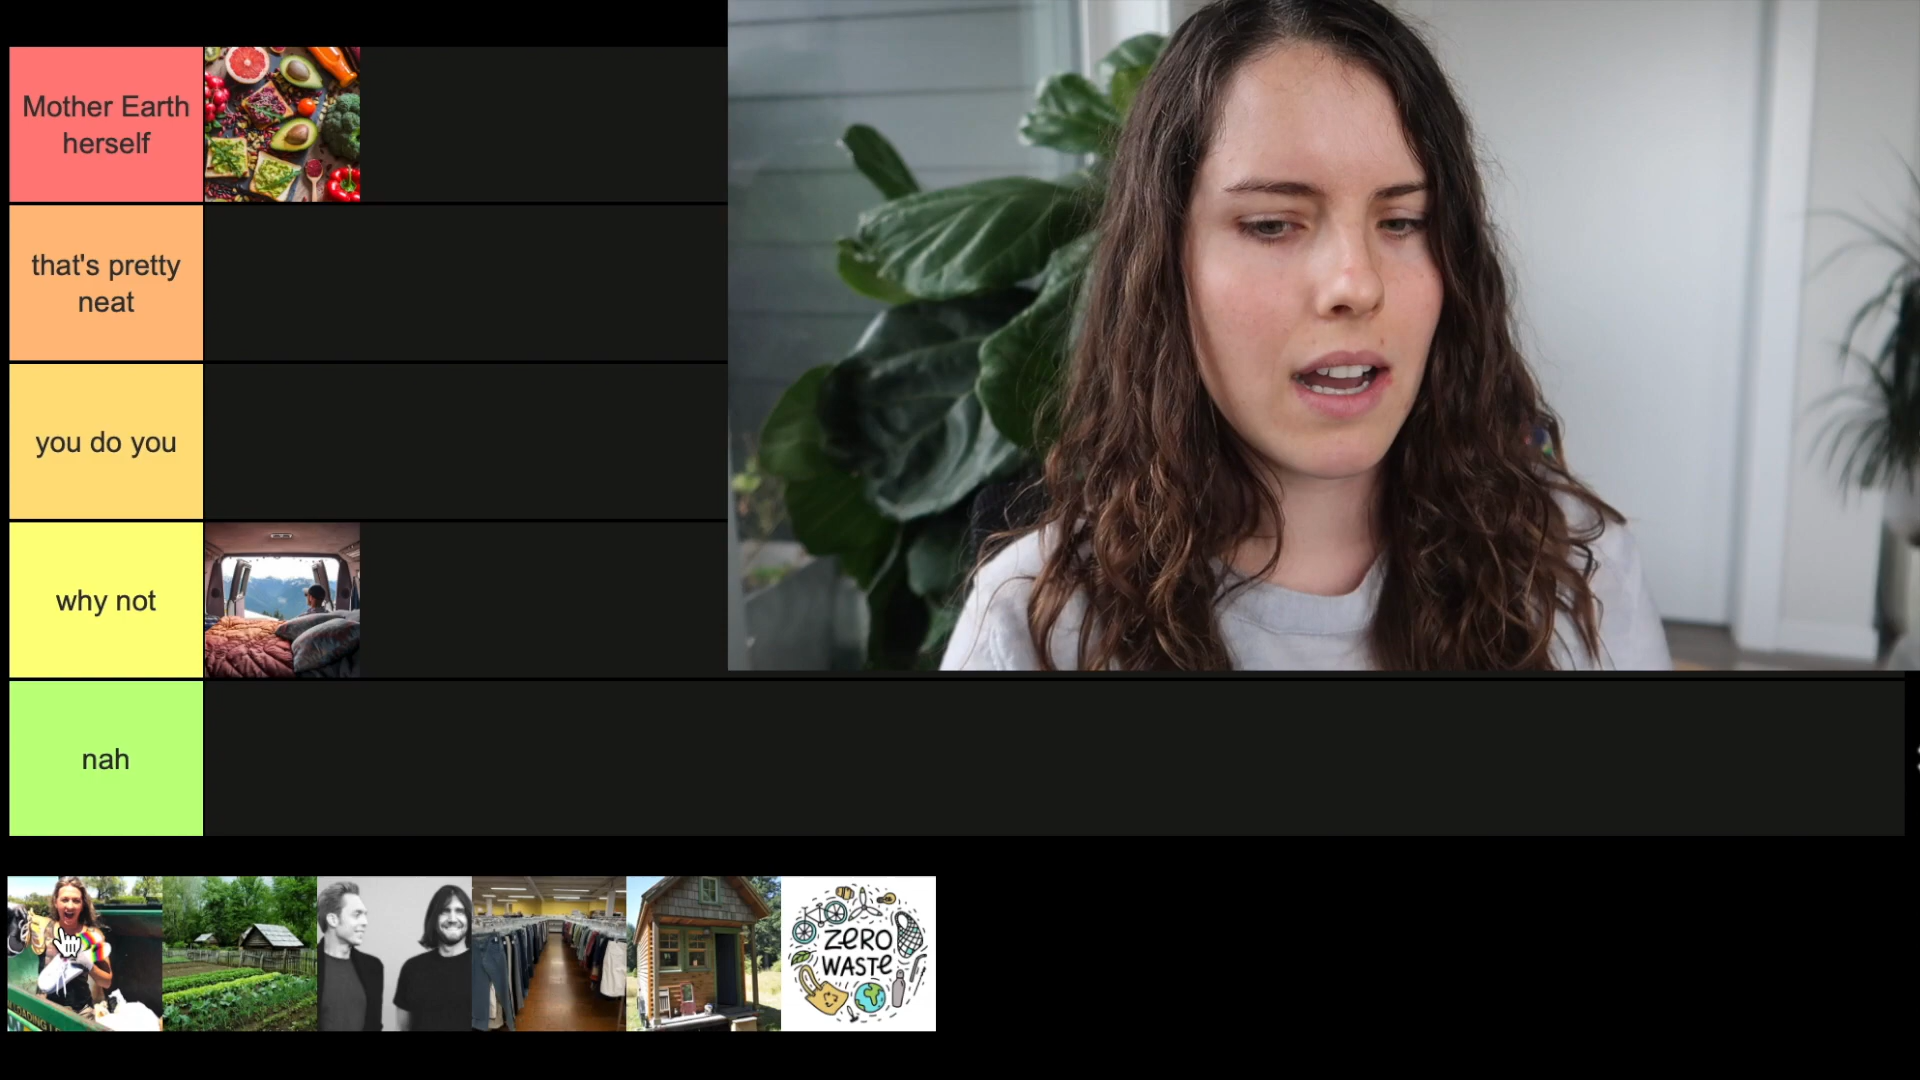 Mother Earth
herself
that's pretty
neat
you do you
why not
nah
ZERO
WASTE